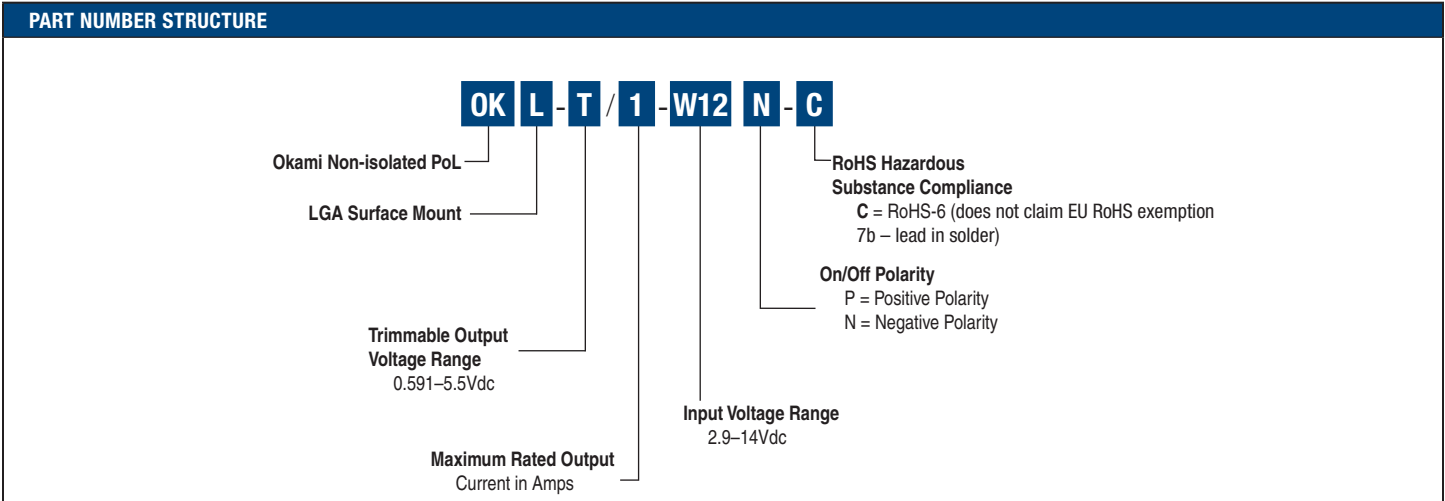 PART NUMBER STRUCTURE
OK L - T / 1 - W12 N - C
Okami Non-isolated PoL
LGA Surface Mount
Trimmable Output
Voltage Range
0.591–5.5Vdc
Maximum Rated Output
Current in Amps
Input Voltage Range
2.9–14Vdc
On/Off Polarity
P = Positive Polarity
N = Negative Polarity
RoHS Hazardous
Substance Compliance
C = RoHS-6 (does not claim EU RoHS exemption
7b – lead in solder)